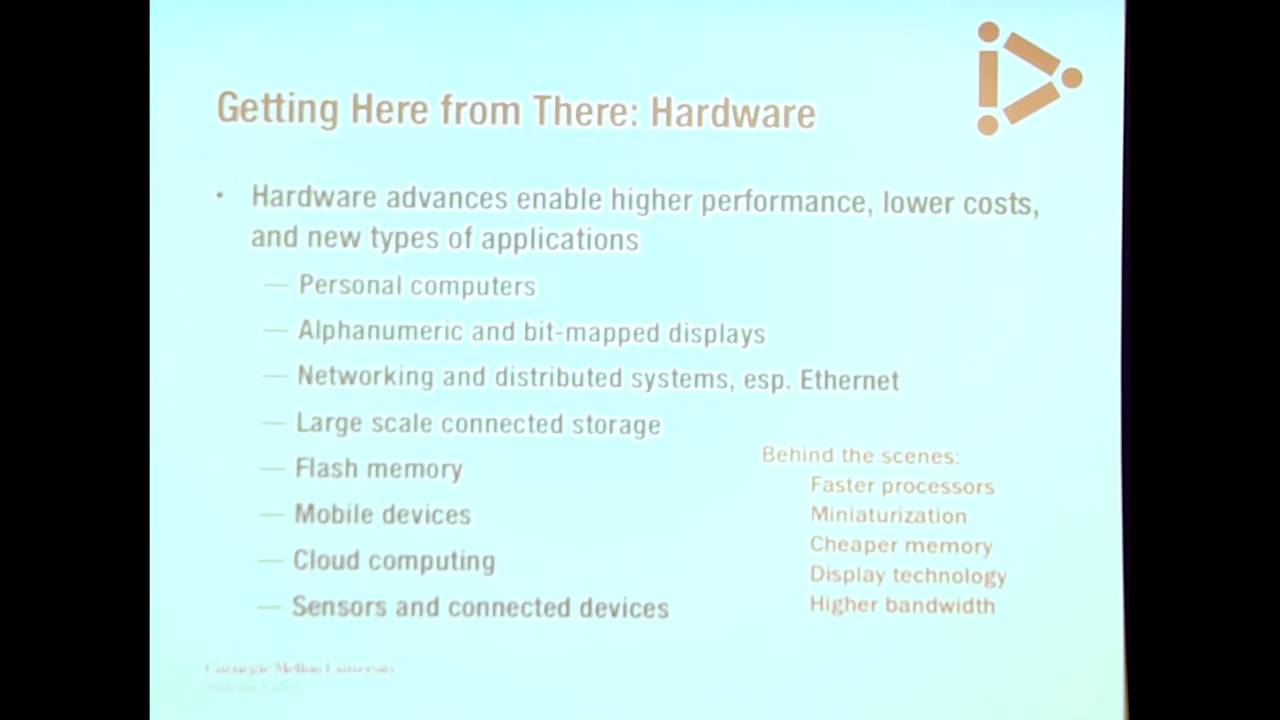 Getting Here from There: Hardware
• Hardware advances enable higher performance, lower costs,
and new types of applications
— Personal computers
— Alphanumeric and bit-mapped displays
— Networking and distributed systems, esp. Ethernet
— Large scale connected storage
— Flash memory
— Mobile devices
— Cloud computing
— Sensors and connected devices
Behind the scenes:
Faster processors
Miniaturization
Cheaper memory
Display technology
Higher bandwidth
Carnegie Mellon University
Silicon Valley